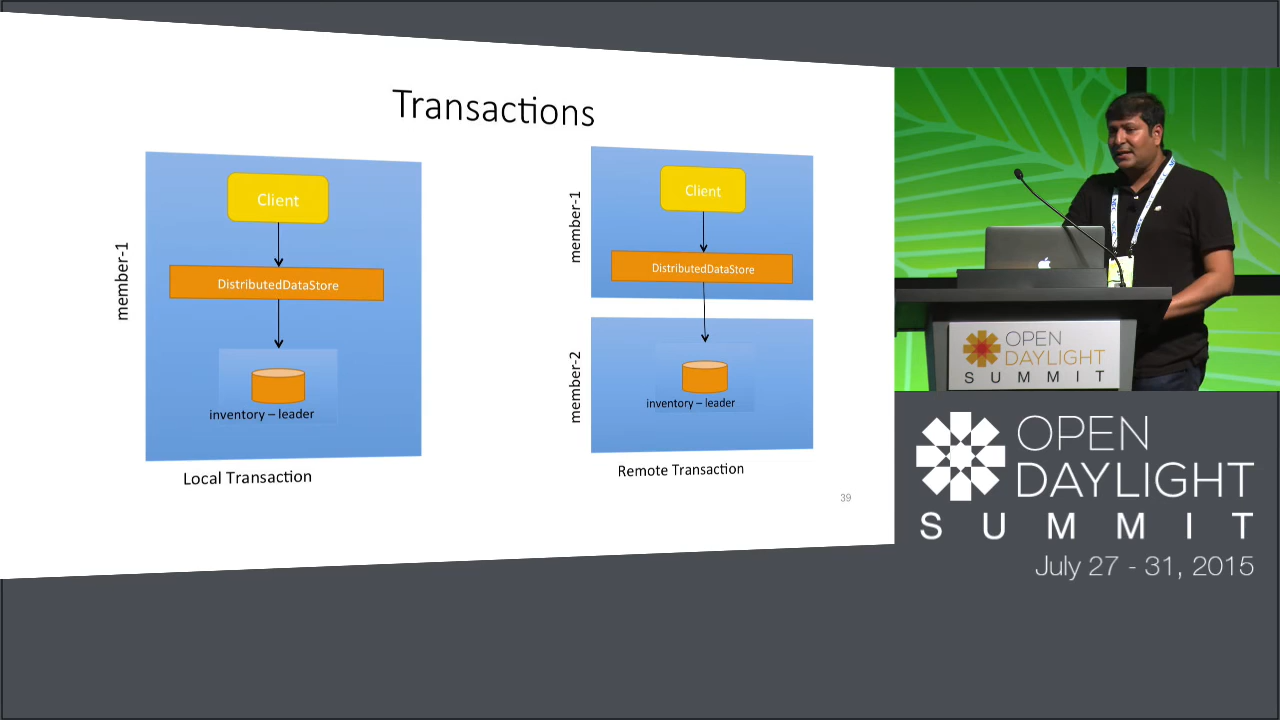 Transactions
member-1
Client
DistributedDataStore
inventory – leader
Local Transaction
member-1
Client
DistributedDataStore
member-2
inventory – leader
Remote Transaction
39
OPEN
DAYLIGHT
SUMMIT
OPEN
DAYLIGHT
SUMMIT
July 27 - 31, 2015